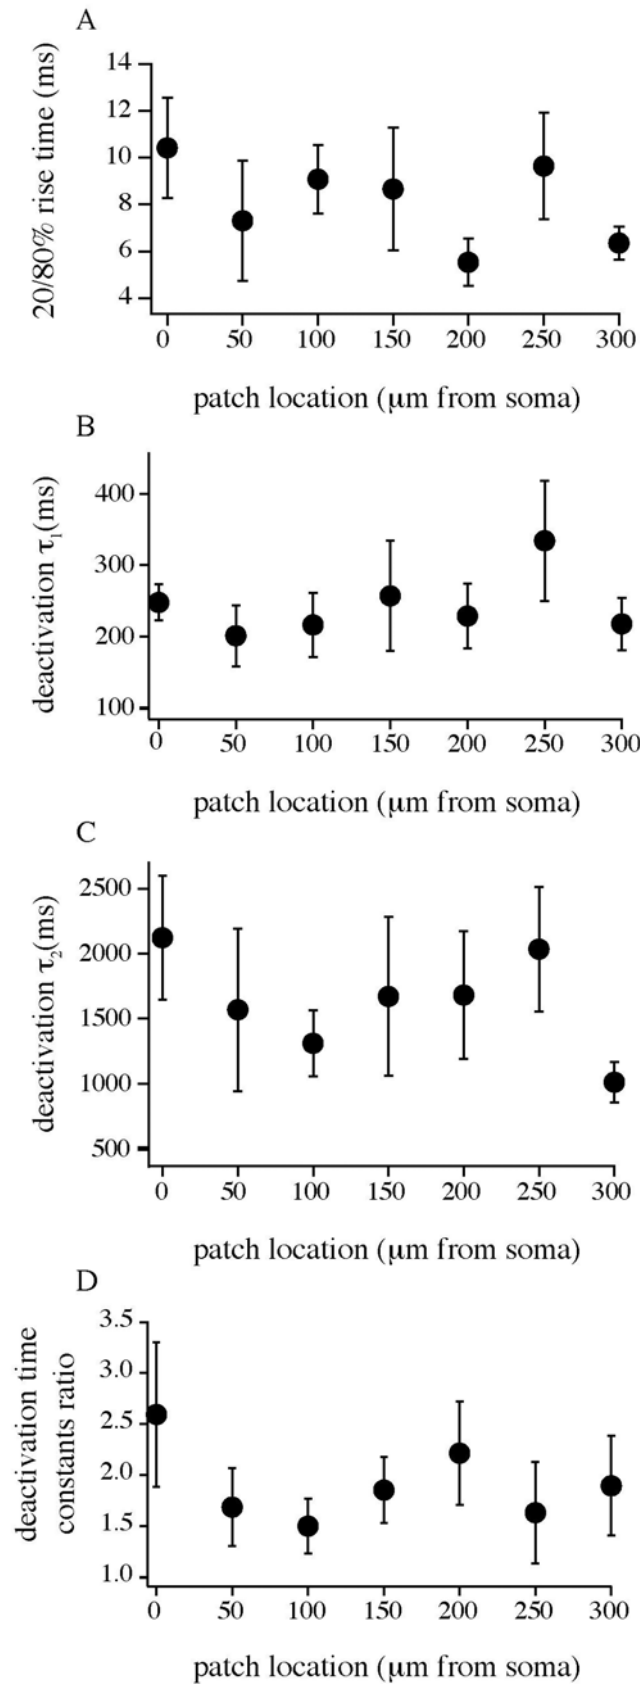 A
20/80% rise time (ms)
14
12
10
8
6
4
0 50 100 150 200 250 300
patch location (μm from soma)
B
deactivation τ₁(ms)
400
300
200
100
0 50 100 150 200 250 300
patch location (μm from soma)
C
deactivation τ₂(ms)
2500
2000
1500
1000
500
0 50 100 150 200 250 300
patch location (μm from soma)
D
deactivation time
constants ratio
3.5
3.0
2.5
2.0
1.5
1.0
0 50 100 150 200 250 300
patch location (μm from soma)